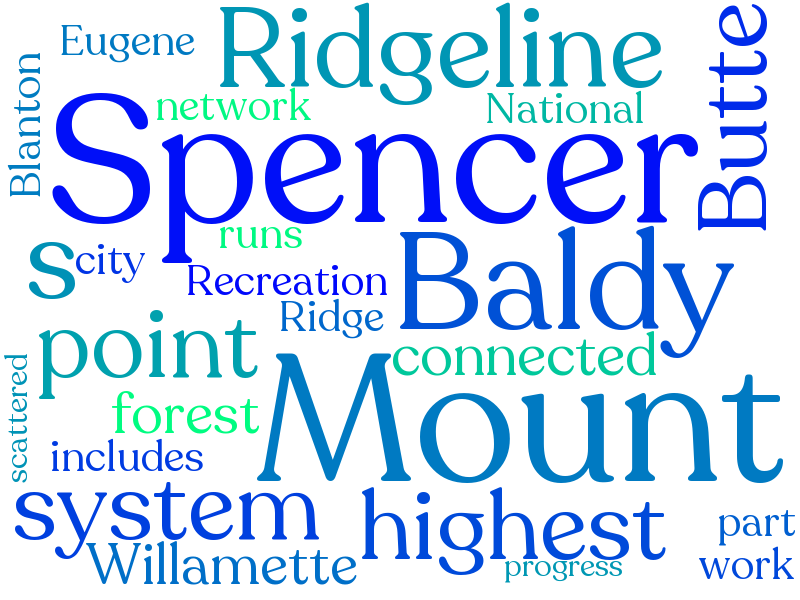 Eugene
Ridgeline
Butte
Blanton
network
National
Spencer
runs
s
city
Baldy
Recreation
Ridge
point
connected
scattered
Mount
forest
includes
system
highest
part
Willamette
progress
work